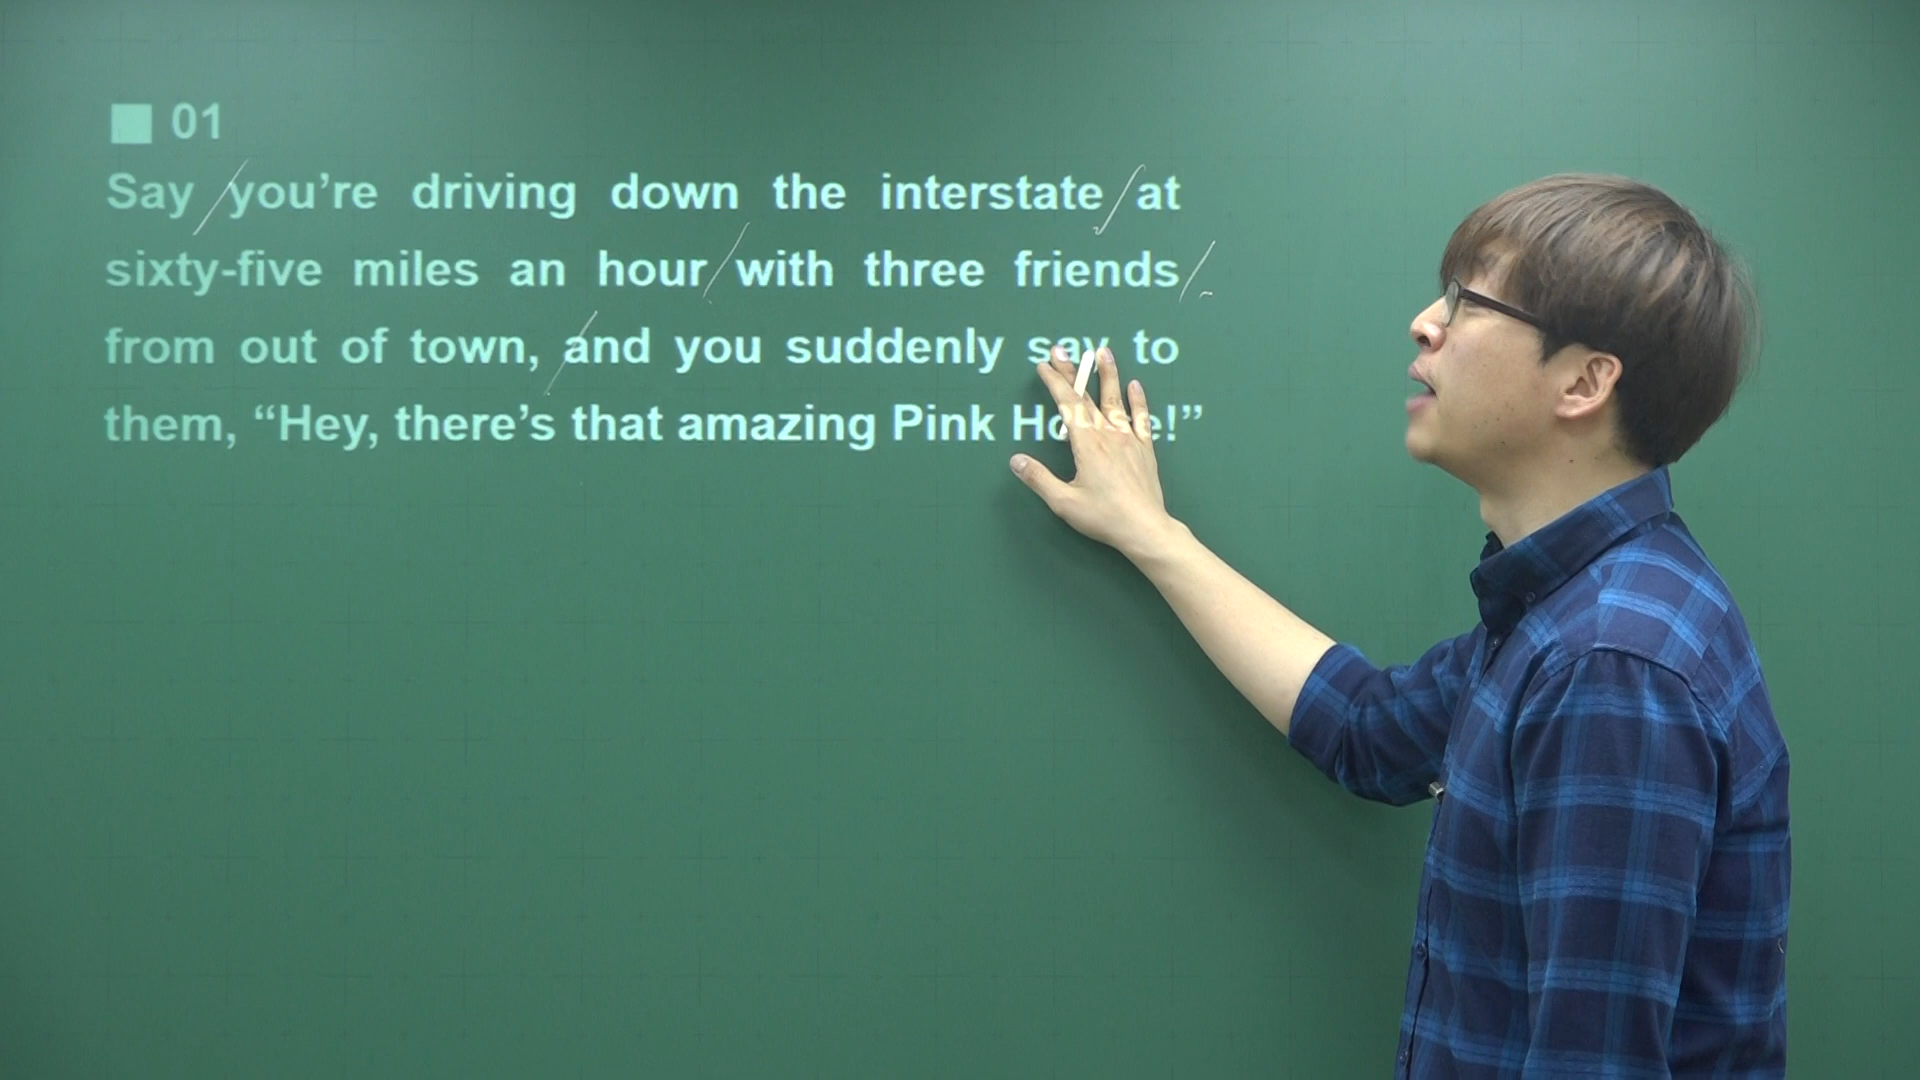 ■ 01
Say you’re driving down the interstate at
sixty-five miles an hour with three friends
from out of town, and you suddenly say to
them, “Hey, there’s that amazing Pink House!”